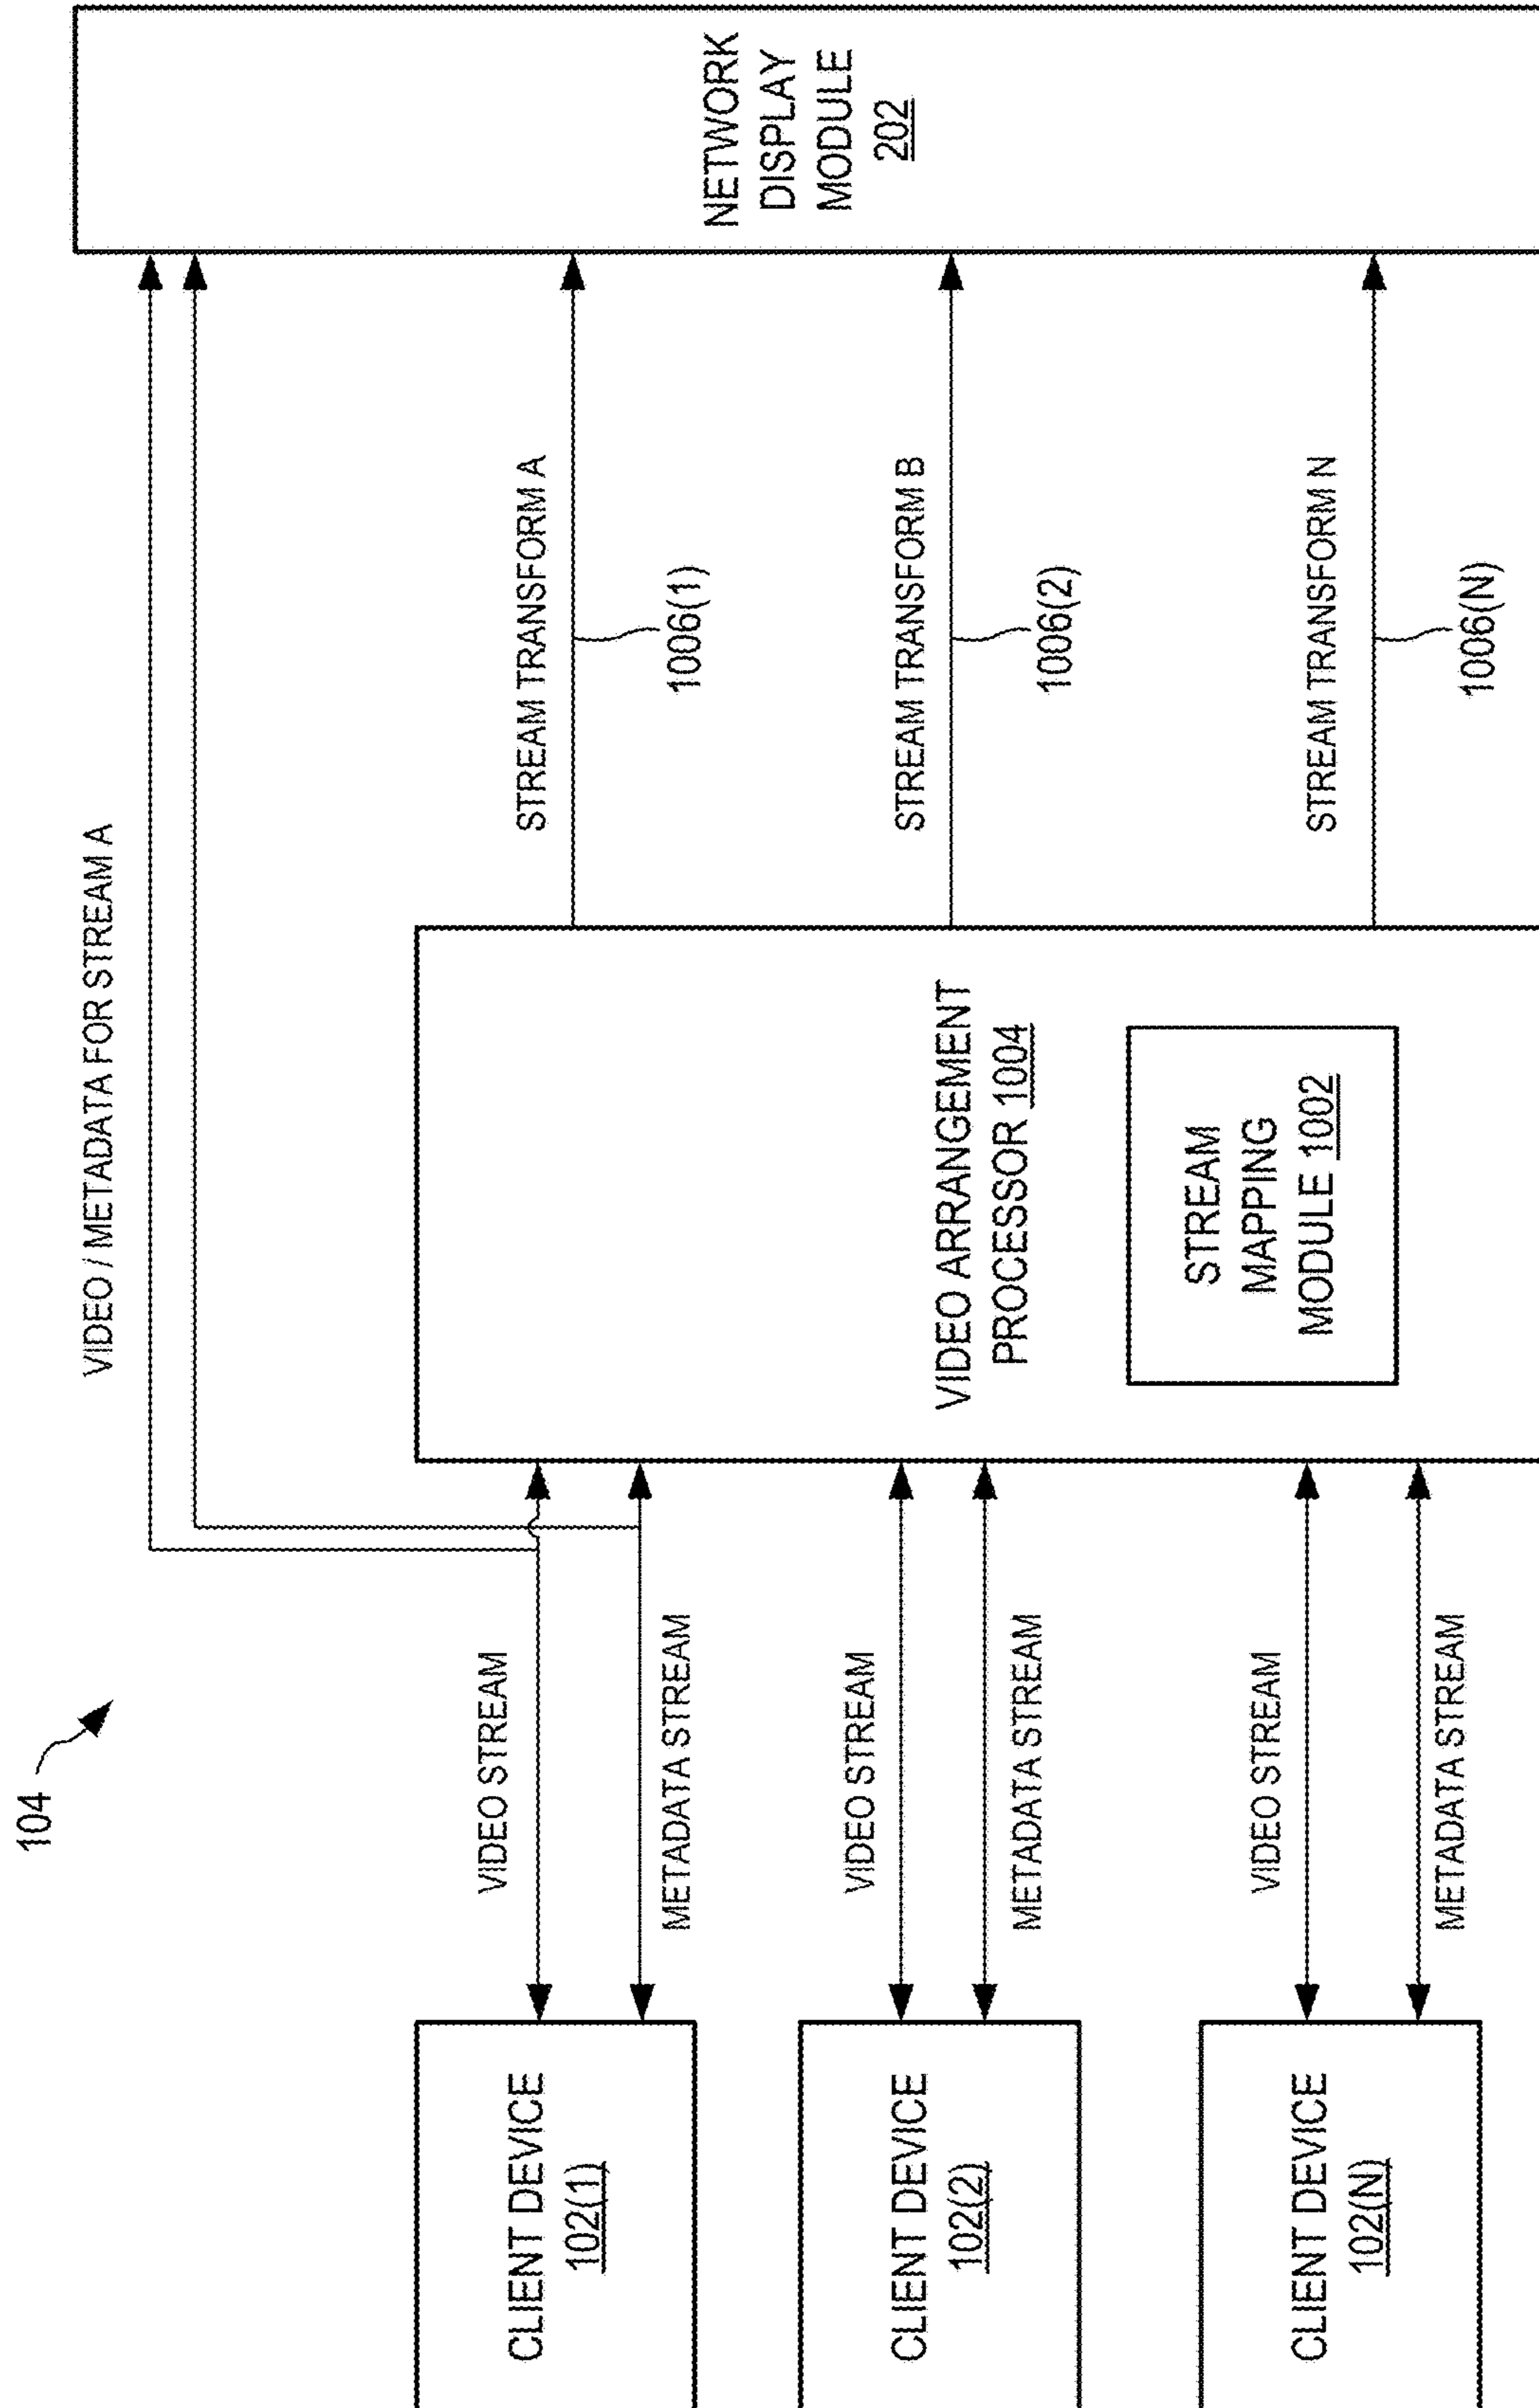 104
VIDEO / METADATA FOR STREAM A
CLIENT DEVICE
102(1)
VIDEO STREAM
METADATA STREAM
CLIENT DEVICE
102(2)
VIDEO STREAM
METADATA STREAM
CLIENT DEVICE
102(N)
VIDEO STREAM
METADATA STREAM
VIDEO ARRANGEMENT
PROCESSOR 1004
STREAM
MAPPING
MODULE 1002
STREAM TRANSFORM A
1006(1)
STREAM TRANSFORM B
1006(2)
STREAM TRANSFORM N
1006(N)
NETWORK
DISPLAY
MODULE
202